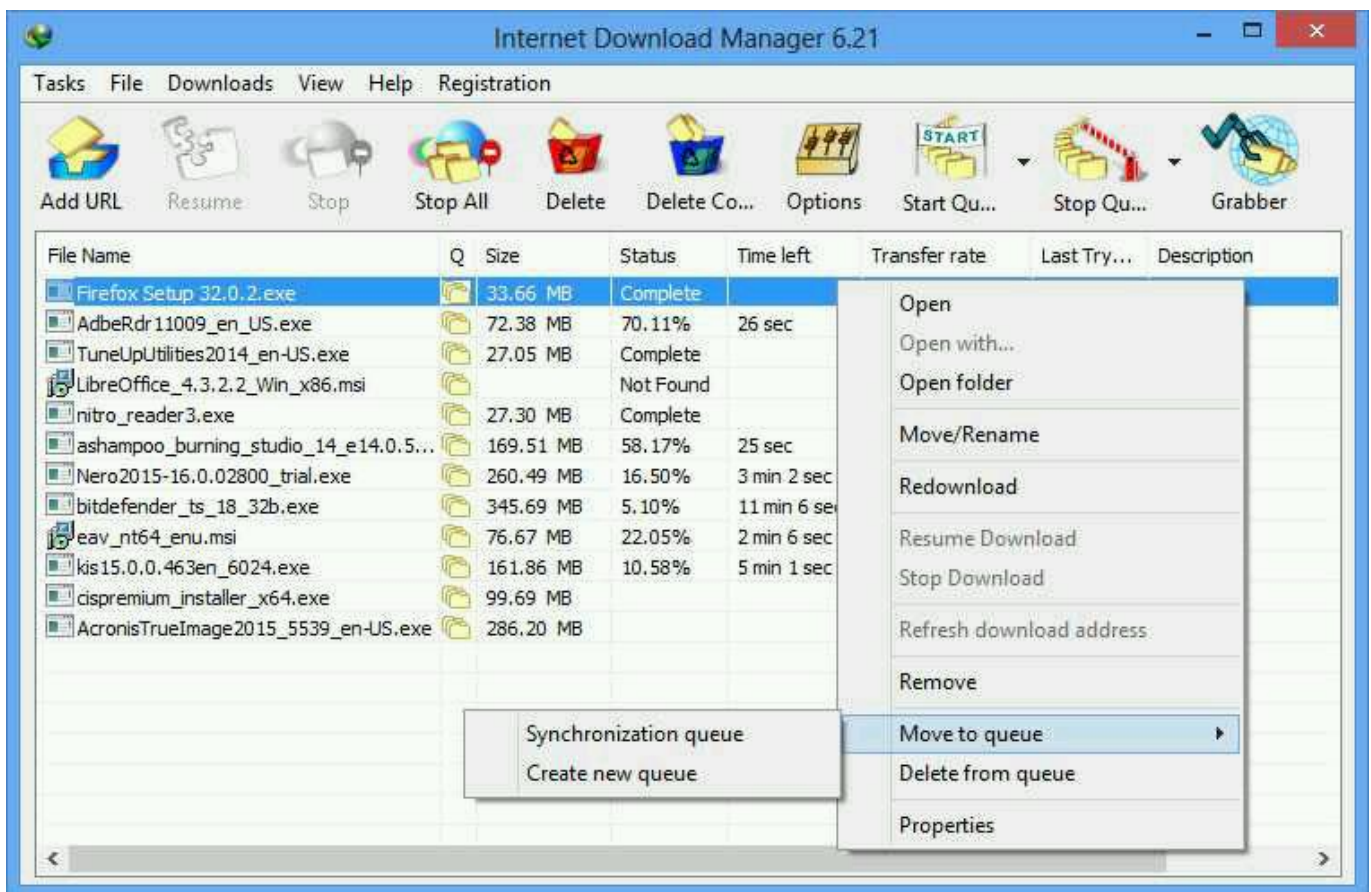 Internet Download Manager 6.21
Tasks File Downloads View Help Registration
START
Add URL Resume Stop Stop All Delete Delete Co... Options Start Qu... Stop Qu... Grabber
File Name Q Size Status Time left Transfer rate Last Try... Description
Firefox Setup 32.0.2.exe 33.66 MB Complete
AdbeRdr11009_en_US.exe 72.38 MB 70.11% 26 sec
TuneUpUtilities2014_en-US.exe 27.05 MB Complete
LibreOffice_4.3.2.2_Win_x86.msi Not Found
nitro_reader3.exe 27.30 MB Complete
ashampoo_burning_studio_14_e14.0.5... 169.51 MB 58.17% 25 sec
Nero2015-16.0.02800_trial.exe 260.49 MB 16.50% 3 min 2 sec
bitdefender_ts_18_32b.exe 345.69 MB 5.10% 11 min 6 se
eav_nt64_enu.msi 76.67 MB 22.05% 2 min 6 sec
kis15.0.0.463en_6024.exe 161.86 MB 10.58% 5 min 1 sec
cispremium_installer_x64.exe 99.69 MB
AcronisTrueImage2015_5539_en-US.exe 286.20 MB
Open
Open with...
Open folder
Move/Rename
Redownload
Resume Download
Stop Download
Refresh download address
Remove
Move to queue
Delete from queue
Properties
Synchronization queue
Create new queue